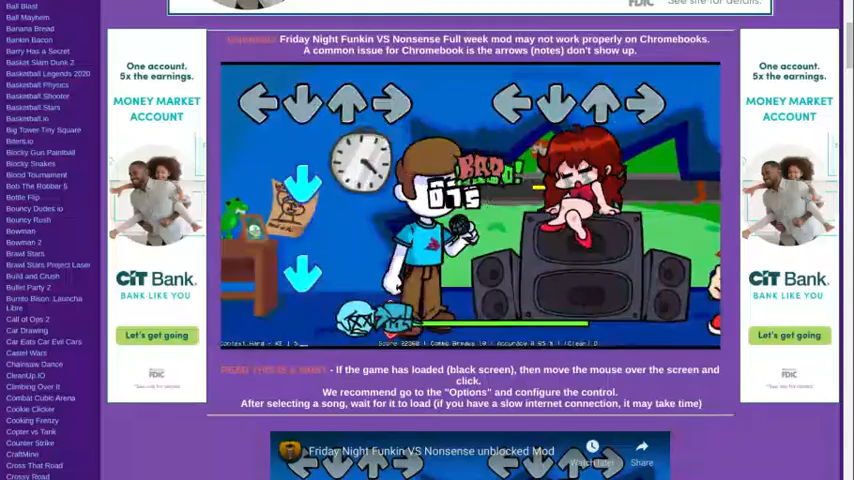 See site for details.
FDIC
Ball Blast
Ball Mayhem
Banana Bread
Bankin Bacon
Barry Has a Secret
Basket Slam Dunk 2
Basketball Legends 2020
Basketball Physics
Basketball Shooter
Basketball Stars
Basketball.io
Big Tower Tiny Square
Biters.io
Blocky Gun Paintball
Blocky Snakes
Blood Tournament
Bob The Robber 5
Bottle Flip
Bouncy Dudes io
Bouncy Rush
Bowman
Bowman 2
Brawl Stars
Brawl Stars Project Laser
Build and Crush
Bullet Party 2
Burrito Bison: Launcha
Libre
Call of Ops 2
Car Drawing
Car Eats Car Evil Cars
Castel Wars
Chainsaw Dance
CleanUp.IO
Climbing Over It
Combat Cubic Arena
Cookie Clicker
Cooking Frenzy
Copter vs Tank
Counter Strike
CraftMine
Cross That Road
Crossy Road
One account.
5x the earnings.
MONEY MARKET
ACCOUNT
CiT Bank.
BANK LIKE YOU
Let's get going
FDIC
Friday Night Funkin VS Nonsense Full week mod may not work properly on Chromebooks.
A common issue for Chromebook is the arrows (notes) don't show up.
BAD
- If the game has loaded (black screen), then move the mouse over the screen and
click.
We recommend go to the "Options" and configure the control.
After selecting a song, wait for it to load (if you have a slow internet connection, it may take time)
Friday Night Funkin VS Nonsense unblocked Mod
Watch later
Share
One account.
5x the earnings.
MONEY MARKET
ACCOUNT
CiT Bank.
BANK LIKE YOU
Let's get going
FDIC